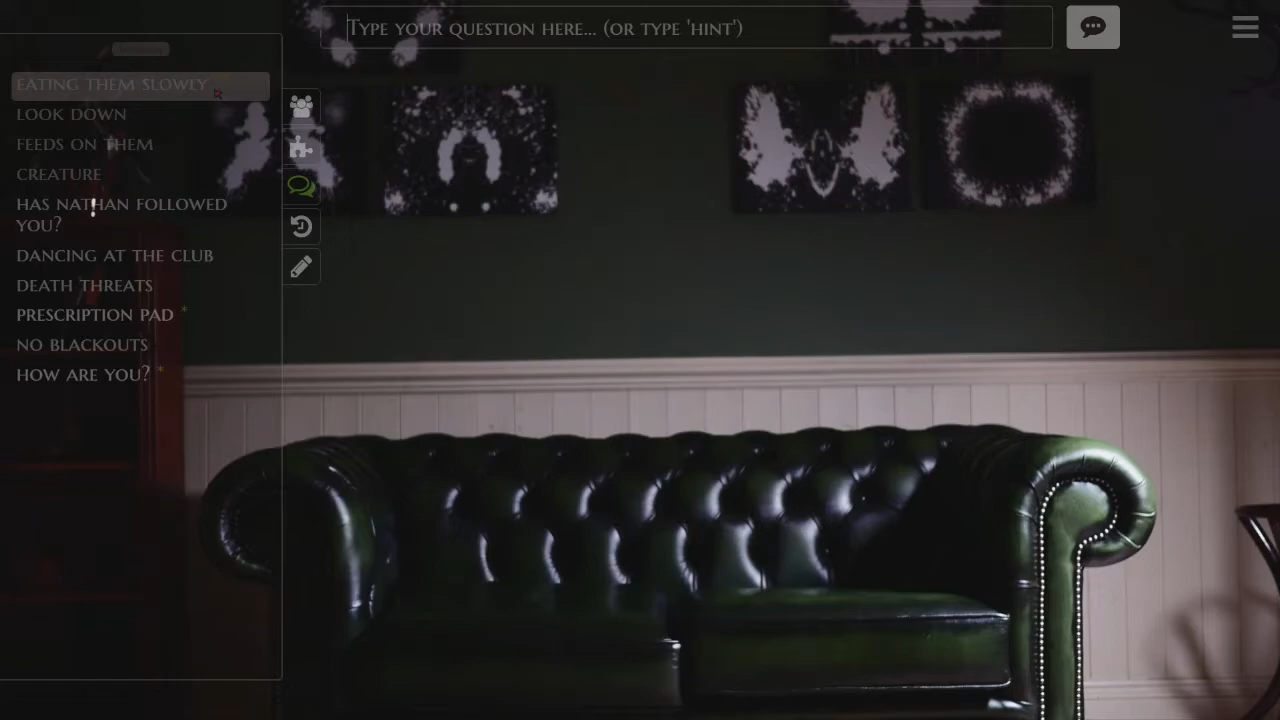 Type your question here... (or type 'hint')
EATING THEM SLOWLY
LOOK DOWN
FEEDS ON THEM
CREATURE
HAS NATHAN FOLLOWED
YOU?
DANCING AT THE CLUB
DEATH THREATS
PRESCRIPTION PAD *
NO BLACKOUTS
HOW ARE YOU? *